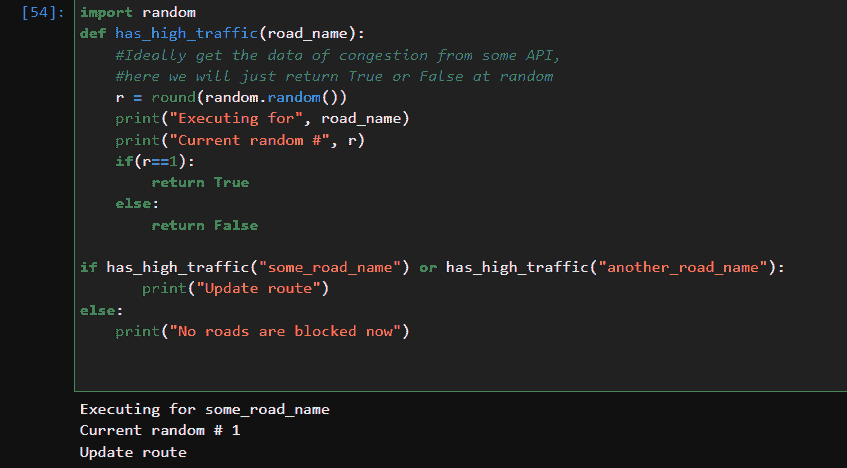 [54]: import random
def has_high_traffic(road_name):
    #Ideally get the data of congestion from some API,
    #here we will just return True or False at random
    r = round(random.random())
    print("Executing for", road_name)
    print("Current random #", r)
    if(r==1):
        return True
    else:
        return False
if has_high_traffic("some_road_name") or has_high_traffic("another_road_name"):
       print("Update route")
else:
    print("No roads are blocked now")
Executing for some_road_name
Current random # 1
Update route